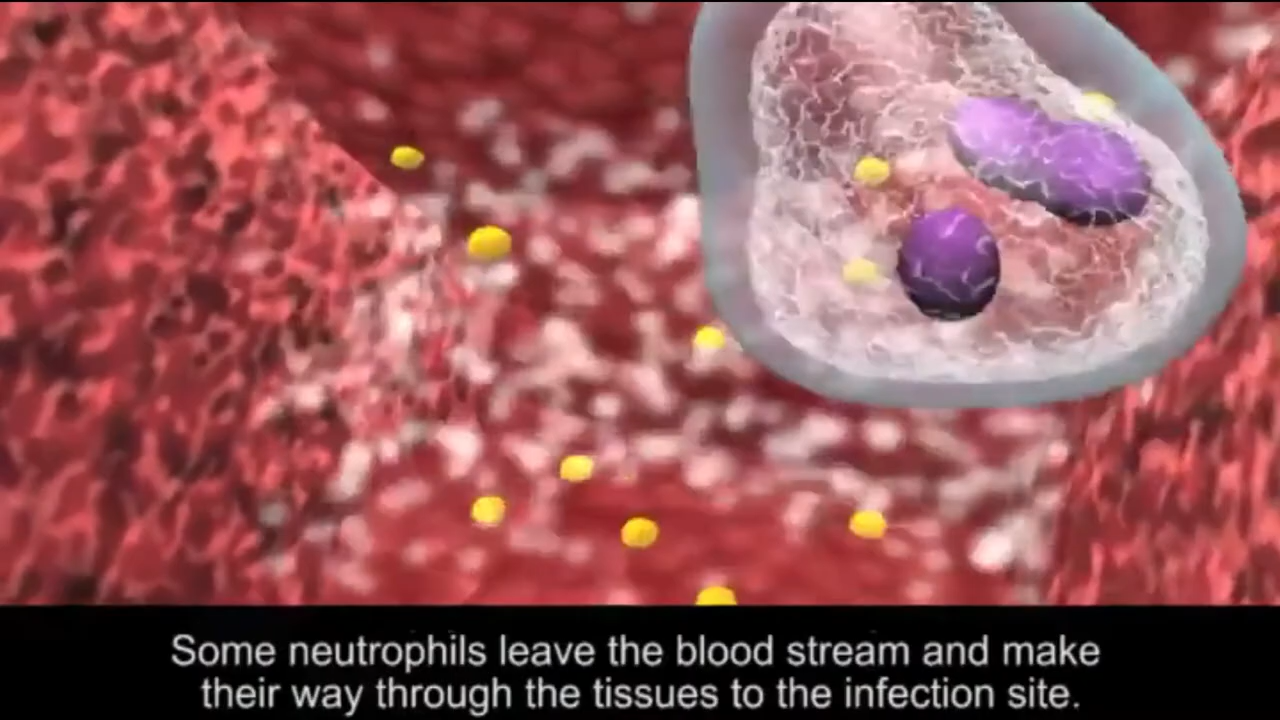 Some neutrophils leave the blood stream and make
their way through the tissues to the infection site.